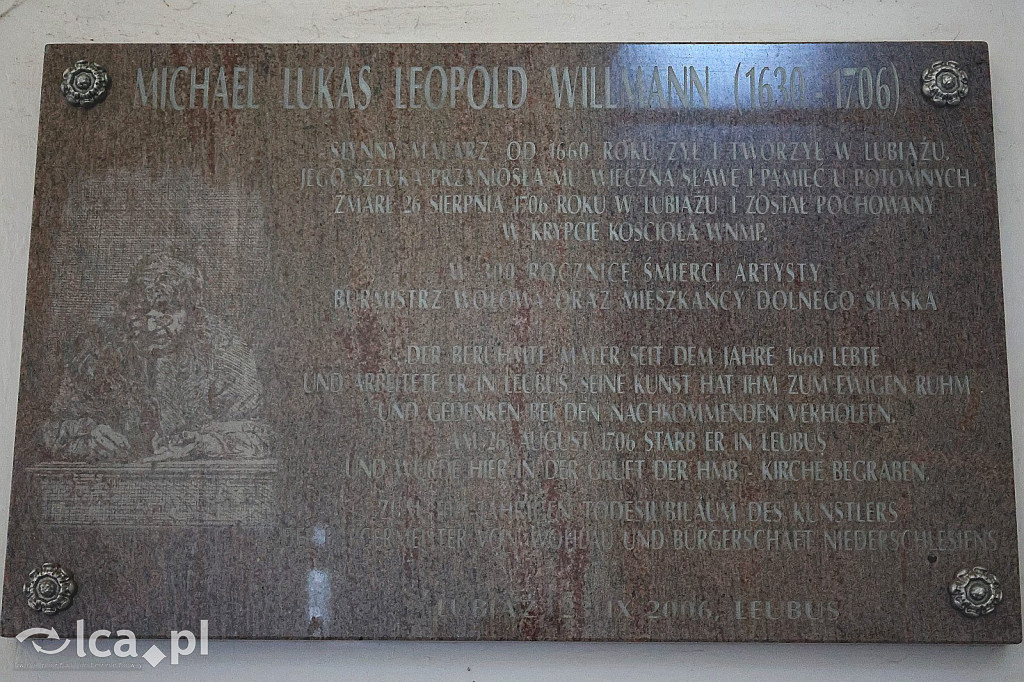 MICHAEL LUKAS LEOPOLD WILLMANN (1630 - 1706)
SŁYNNY MALARZ, OD 1660 ROKU ŻYŁ I TWORZYŁ W LUBIĄŻU.
JEGO SZTUKA PRZYNIOSŁA MU WIECZNĄ SŁAWĘ I PAMIĘĆ U POTOMNYCH.
ZMARŁ 26 SIERPNIA 1706 ROKU W LUBIĄŻU I ZOSTAŁ POCHOWANY
W KRYPCIE KOŚCIOŁA WNMP.
W 300 ROCZNICĘ ŚMIERCI ARTYSTY
BURMISTRZ WOŁOWA ORAZ MIESZKAŃCY DOLNEGO ŚLĄSKA
DER BERÜHMTE MALER SEIT DEM JAHRE 1660 LEBTE
UND ARBEITETE ER IN LEUBUS. SEINE KUNST HAT IHM ZUM EWIGEN RUHM
UND GEDENKEN BEI DEN NACHKOMMENDEN VERHOLFEN.
AM 26. AUGUST 1706 STARB ER IN LEUBUS
UND WURDE HIER IN DER GRUFT DER HMB - KIRCHE BEGRABEN.
ZUM TODESJUBILÄUM DES KÜNSTLERS
WOHLAU UND BÜRGERSCHAFT NIEDERSCHLESIENS
LUBIĄŻ IX 2006, LEUBUS
lca.pl